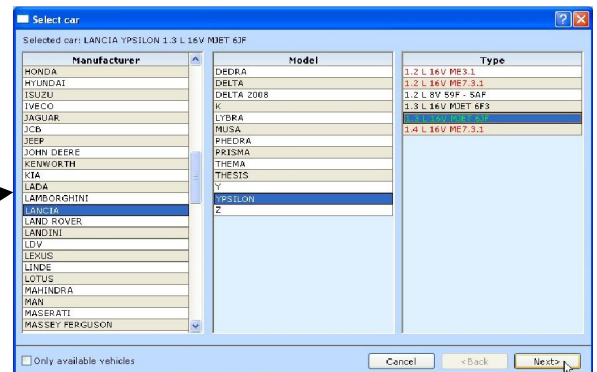 Select car
Selected car: LANCIA YPSILON 1.3 L 16V MJET 6JF
Manufacturer
HONDA
HYUNDAI
ISUZU
IVECO
JAGUAR
JCB
JEEP
JOHN DEERE
KENWORTH
KIA
LADA
LAMBORGHINI
LANCIA
LAND ROVER
LANDINI
LDV
LEXUS
LINDE
LOTUS
MAHINDRA
MAN
MASERATI
MASSEY FERGUSON
Model
DEDRA
DELTA
DELTA 2008
K
LYBRA
MUSA
PHEDRA
PRISMA
THEMA
THESIS
Y
YPSILON
Z
Type
1.2 L 16V ME3.1
1.2 L 16V ME7.3.1
1.2 L 8V 59F - 5AF
1.3 L 16V MJET 6F3
1.3 L 16V MJET 6JF
1.4 L 16V ME7.3.1
Only available vehicles
Cancel
<Back
Next>